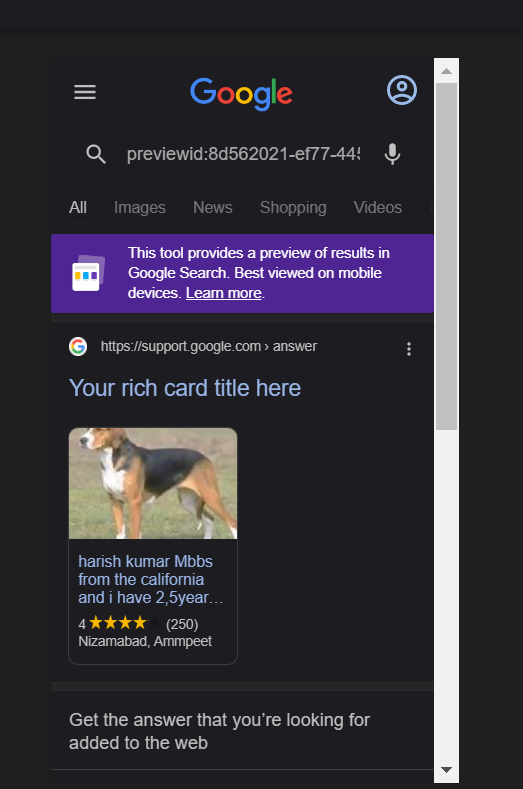 Google
previewid:8d562021-ef77-445
All Images News Shopping Videos
This tool provides a preview of results in
Google Search. Best viewed on mobile
devices. Learn more.
https://support.google.com › answer
Your rich card title here
harish kumar Mbbs
from the california
and i have 2,5year…
4 ★★★★ (250)
Nizamabad, Ammpeet
Get the answer that you’re looking for
added to the web